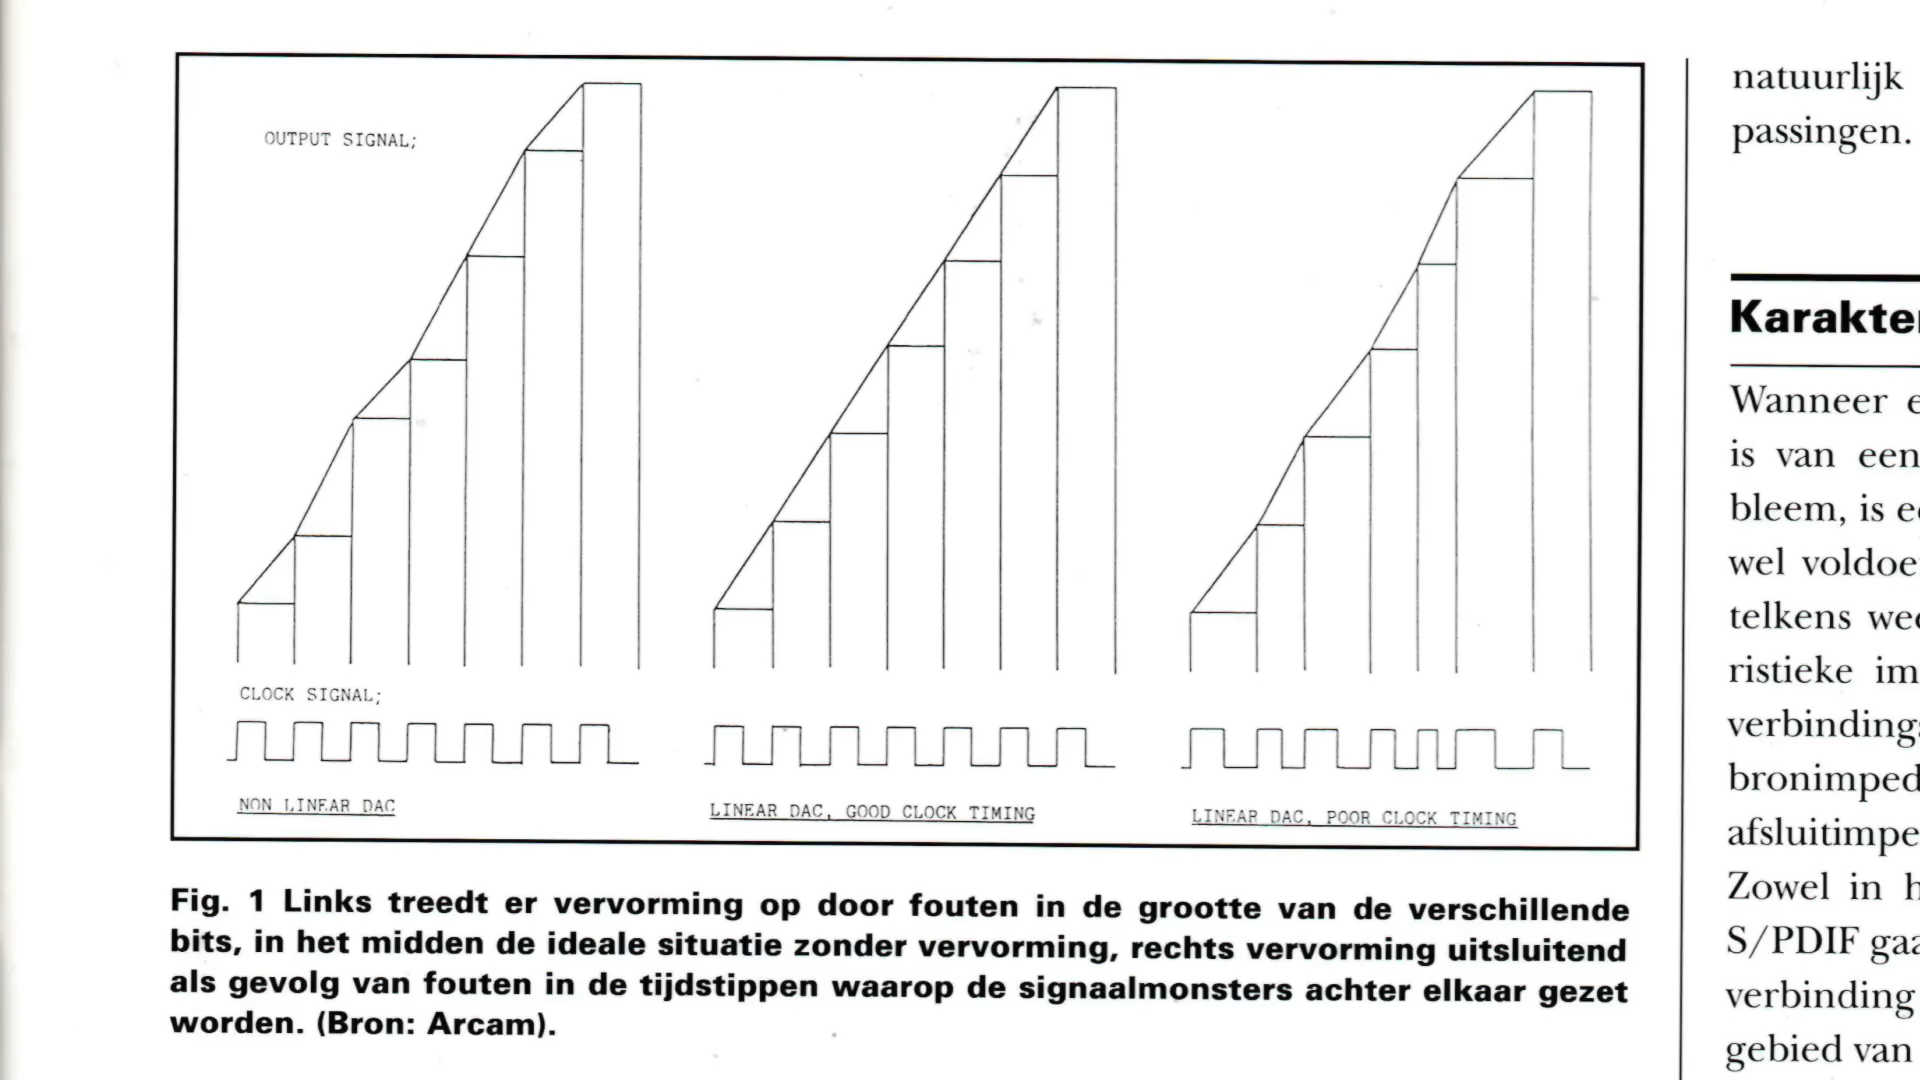 OUTPUT SIGNAL;
CLOCK SIGNAL;
NON LINEAR DAC
LINEAR DAC, GOOD CLOCK TIMING
LINEAR DAC, POOR CLOCK TIMING
Fig. 1 Links treedt er vervorming op door fouten in de grootte van de verschillende
bits, in het midden de ideale situatie zonder vervorming, rechts vervorming uitsluitend
als gevolg van fouten in de tijdstippen waarop de signaalmonsters achter elkaar gezet
worden. (Bron: Arcam).
natuurlijk
passingen.
Karakte
Wanneer e
is van een
bleem, is e
wel voldoe
telkens wee
ristieke im
verbindings
bronimped
afsluitimpe
Zowel in h
S/PDIF gaa
verbinding
gebied van